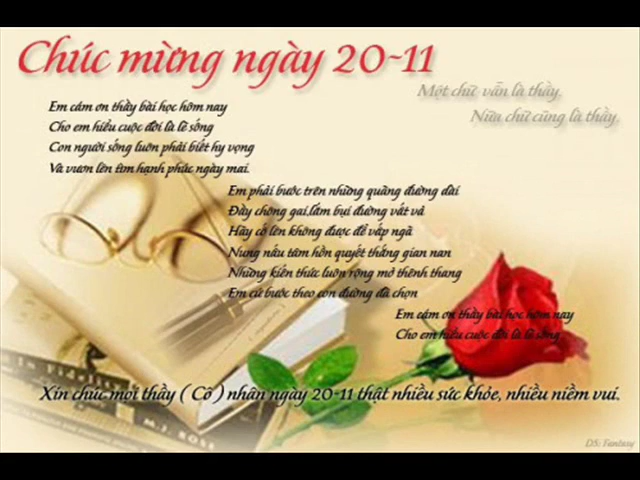 Chúc mừng ngày 20-11
Một chữ vẫn là thầy.
Nửa chữ cũng là thầy.
Em cám ơn thầy bài học hôm nay
Cho em hiểu cuộc đời là lẽ sống
Con người sống luôn phải biết hy vọng
Và vươn lên tìm hạnh phúc ngày mai.
Em phải bước trên những quãng đường dài
Đầy chông gai,lấm bụi đường vất vả
Hãy cố lên không được để vấp ngã
Nung nấu tâm hồn quyết thắng gian nan
Những kiến thức luôn rộng mở thênh thang
Em cứ bước theo con đường đã chọn
Em cám ơn thầy bài học hôm nay
Cho em hiểu cuộc đời là lẽ sống
Xin chúc mọi thầy ( Cô ) nhân ngày 20-11 thật nhiều sức khỏe, nhiều niềm vui.
M.J. ROSE
DS: Fantasy